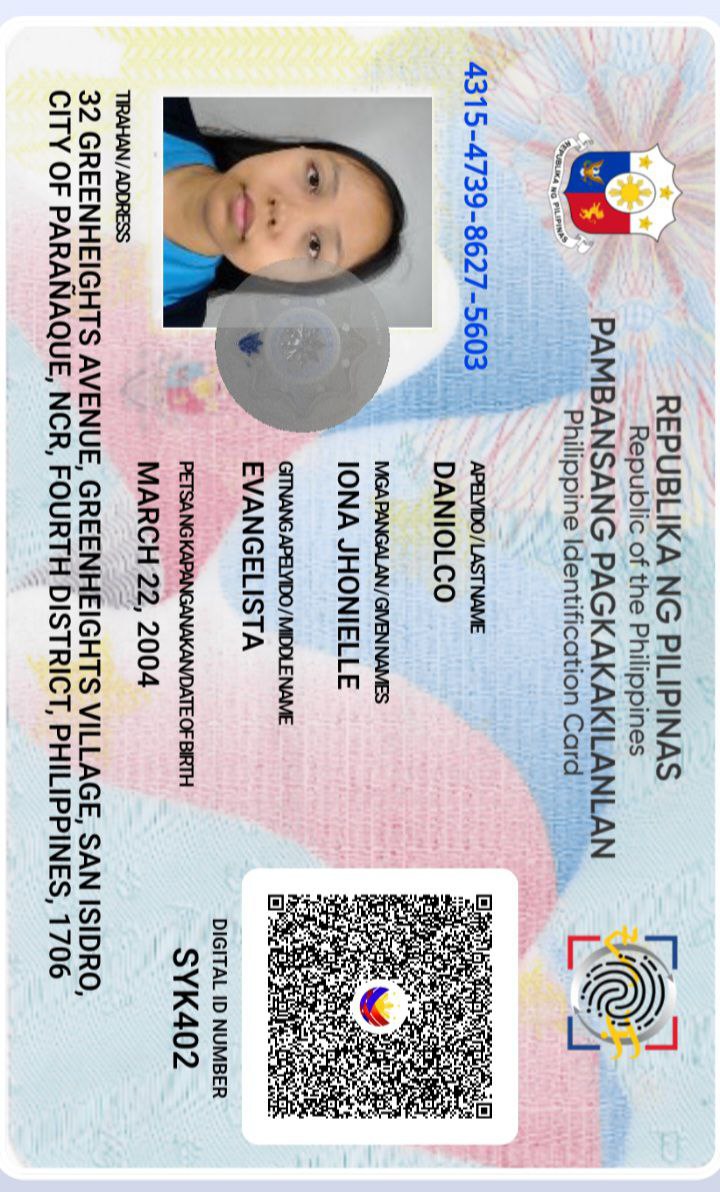 REPUBLIKA NG PILIPINAS
Republic of the Philippines
PAMBANSANG PAGKAKAKILANLAN
Philippine Identification Card
REPUBLIKA NG PILIPINAS
4315-4739-8627-5603
APELYIDO/LAST NAME
DANIOLCO
MGA PANGALAN/GIVEN NAMES
IONA JHONIELLE
GITNANG APELYIDO/MIDDLE NAME
EVANGELISTA
PETSA NG KAPANGANAKAN/DATE OF BIRTH
MARCH 22, 2004
DIGITAL ID NUMBER
SYK402
TIRAHAN/ADDRESS
32 GREENHEIGHTS AVENUE, GREENHEIGHTS VILLAGE, SAN ISIDRO,
CITY OF PARAÑAQUE, NCR, FOURTH DISTRICT, PHILIPPINES, 1706